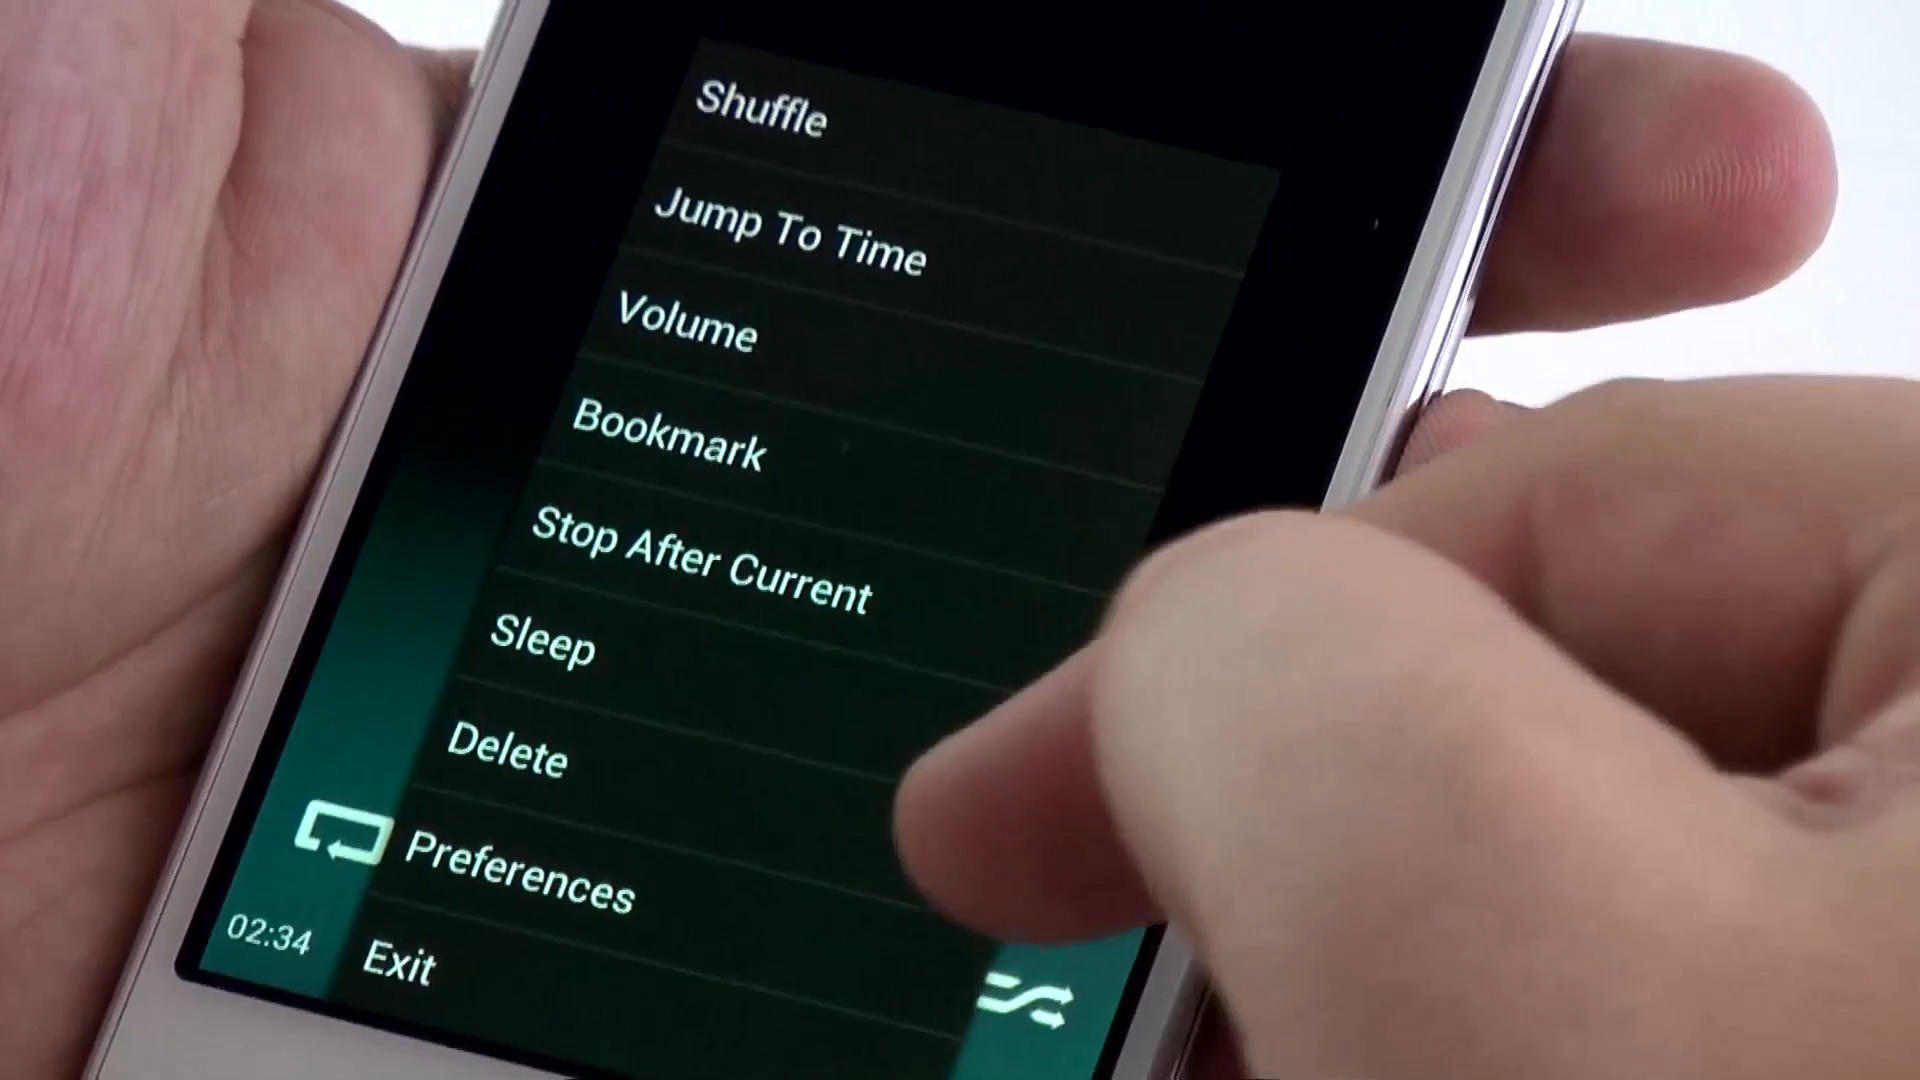 Shuffle
Jump To Time
Volume
Bookmark
Stop After Current
Sleep
Delete
Preferences
02:34
Exit